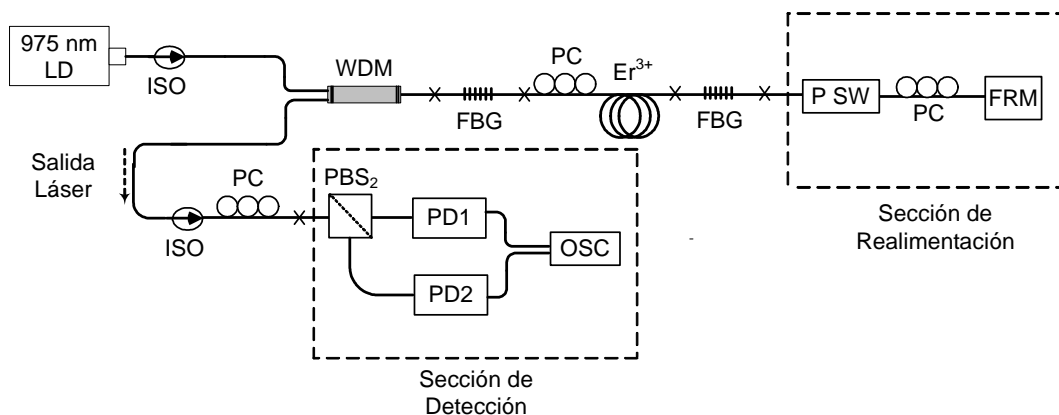 975 nm
LD
ISO
WDM
FBG
PC
Er³⁺
FBG
P SW
PC
FRM
Sección de
Realimentación
Salida
Láser
ISO
PC
PBS₂
PD1
PD2
OSC
Sección de
Detección